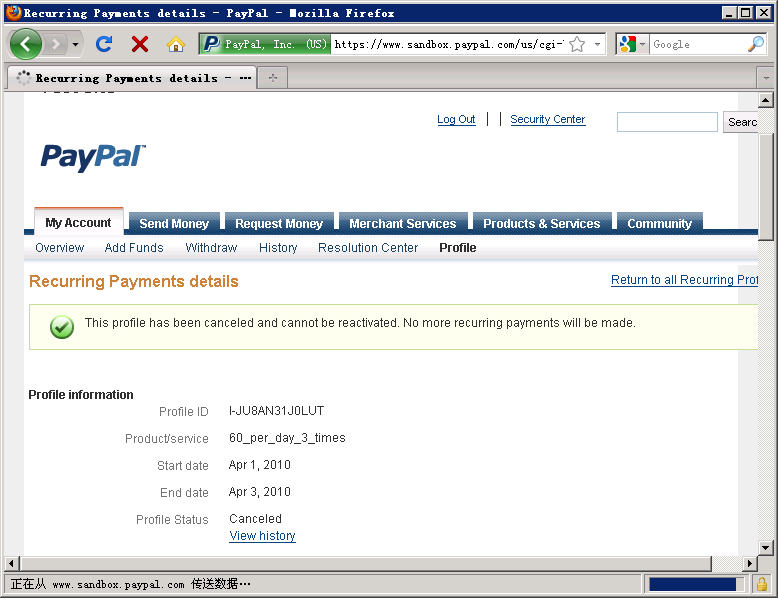 Recurring Payments details - PayPal - Mozilla Firefox
PayPal, Inc. (US) https://www.sandbox.paypal.com/us/cgi- Google
Recurring Payments details - ...
Log Out | | Security Center Searc
PayPal™
My Account Send Money Request Money Merchant Services Products & Services Community
Overview Add Funds Withdraw History Resolution Center Profile
Recurring Payments details Return to all Recurring Prof
This profile has been canceled and cannot be reactivated. No more recurring payments will be made.
Profile information
Profile ID I-JU8AN31J0LUT
Product/service 60_per_day_3_times
Start date Apr 1, 2010
End date Apr 3, 2010
Profile Status Canceled
View history
正在从 www.sandbox.paypal.com 传送数据…